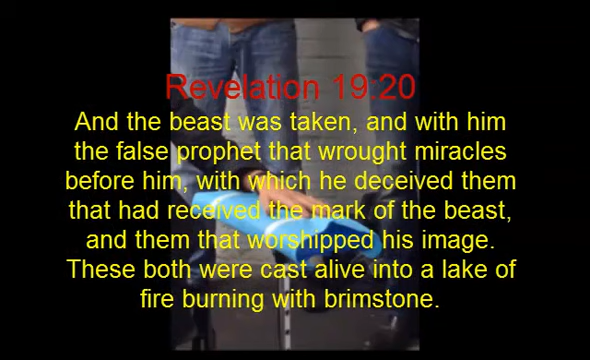 Revelation 19:20
And the beast was taken, and with him
the false prophet that wrought miracles
before him, with which he deceived them
that had received the mark of the beast,
and them that worshipped his image.
These both were cast alive into a lake of
fire burning with brimstone.